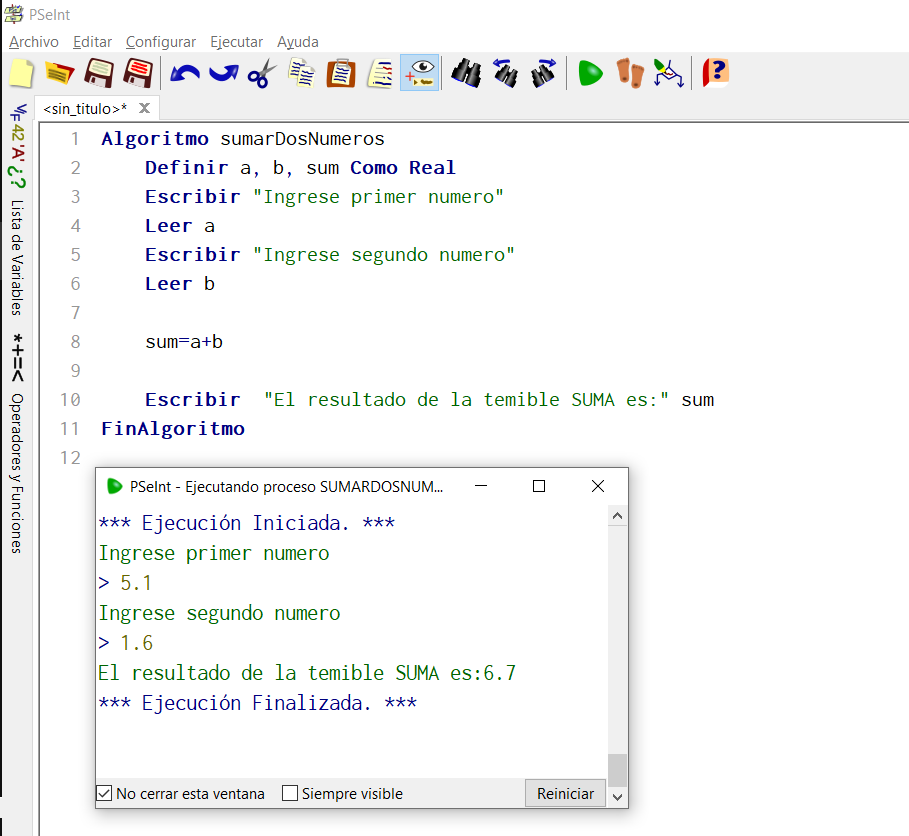 PSeInt
Archivo Editar Configurar Ejecutar Ayuda
<sin_titulo>*
1 Algoritmo sumarDosNumeros
2 Definir a, b, sum Como Real
3 Escribir "Ingrese primer numero"
4 Leer a
5 Escribir "Ingrese segundo numero"
6 Leer b
7
8 sum=a+b
9
10 Escribir "El resultado de la temible SUMA es:" sum
11 FinAlgoritmo
12
VF42'A'¿?
Lista de Variables
*+=<
Operadores y Funciones
PSeInt - Ejecutando proceso SUMARDOSNUM...
*** Ejecución Iniciada. ***
Ingrese primer numero
> 5.1
Ingrese segundo numero
> 1.6
El resultado de la temible SUMA es:6.7
*** Ejecución Finalizada. ***
No cerrar esta ventana Siempre visible Reiniciar